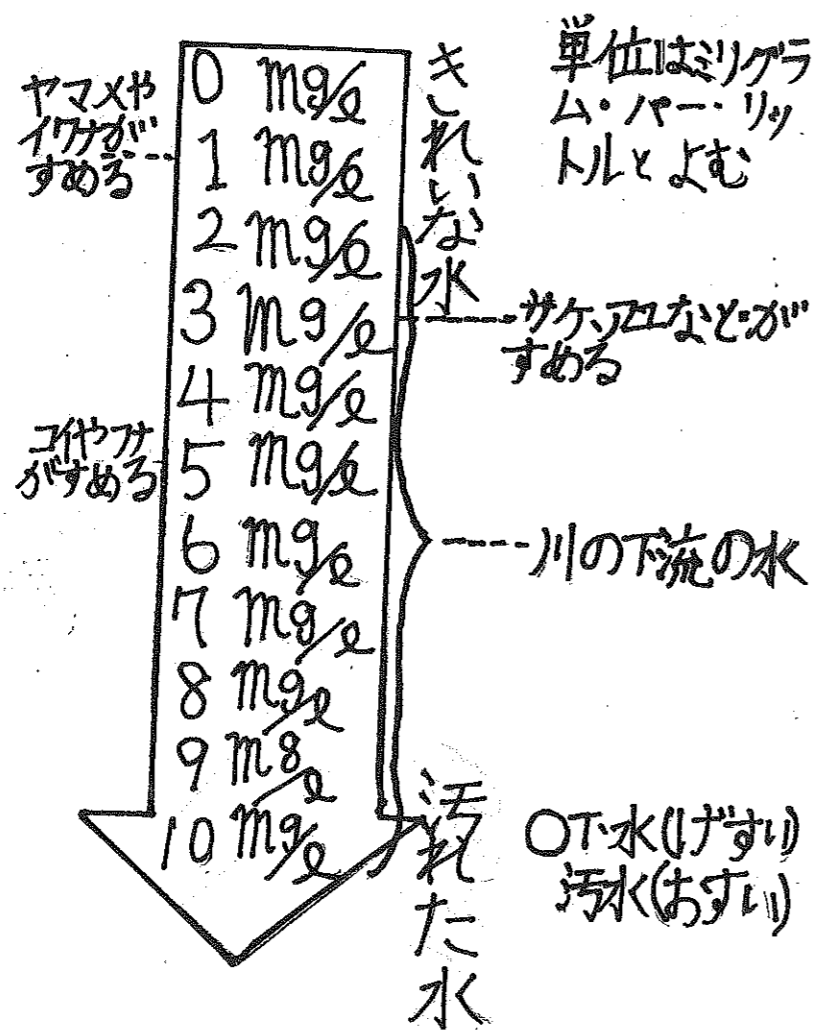 単位はミリグラ
ム・パー・リッ
トルとよむ
きれいな水
ヤマメや
イワナが
すめる
0 mg/ℓ
1 mg/ℓ
2 mg/ℓ
3 mg/ℓ
4 mg/ℓ
5 mg/ℓ
6 mg/ℓ
7 mg/ℓ
8 mg/ℓ
9 m8/ℓ
10 mg/ℓ
サケ、アユなどが
すめる
コイやフナ
がすめる
川の下流の水
汚れた水
〇下水(げすい)
汚水(おすい)